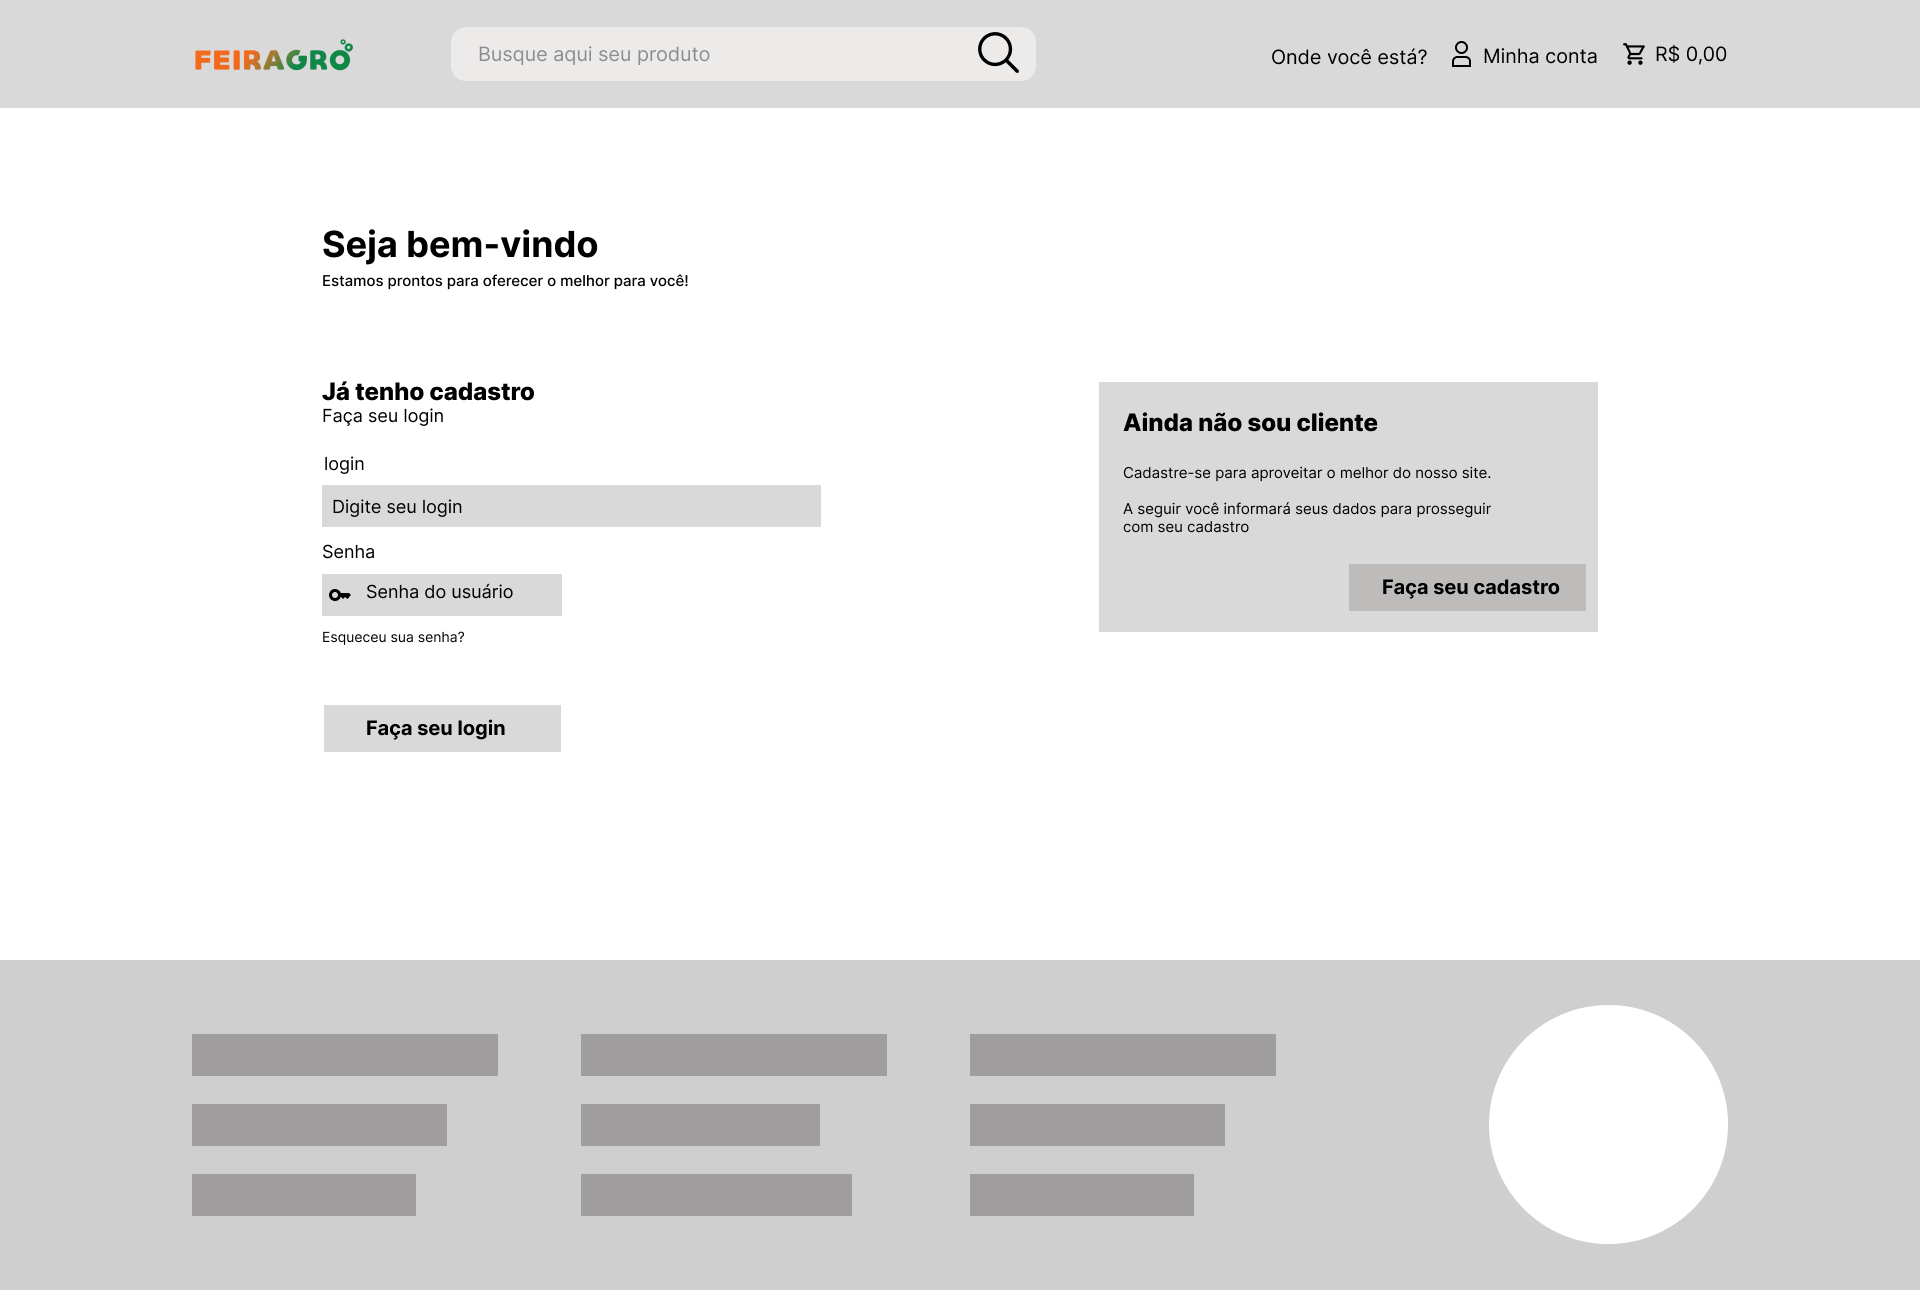 FEIRAGRO
Busque aqui seu produto
Onde você está?
Minha conta
R$ 0,00
Seja bem-vindo
Estamos prontos para oferecer o melhor para você!
Já tenho cadastro
Faça seu login
login
Digite seu login
Senha
Senha do usuário
Esqueceu sua senha?
Faça seu login
Ainda não sou cliente
Cadastre-se para aproveitar o melhor do nosso site.
A seguir você informará seus dados para prosseguir
com seu cadastro
Faça seu cadastro